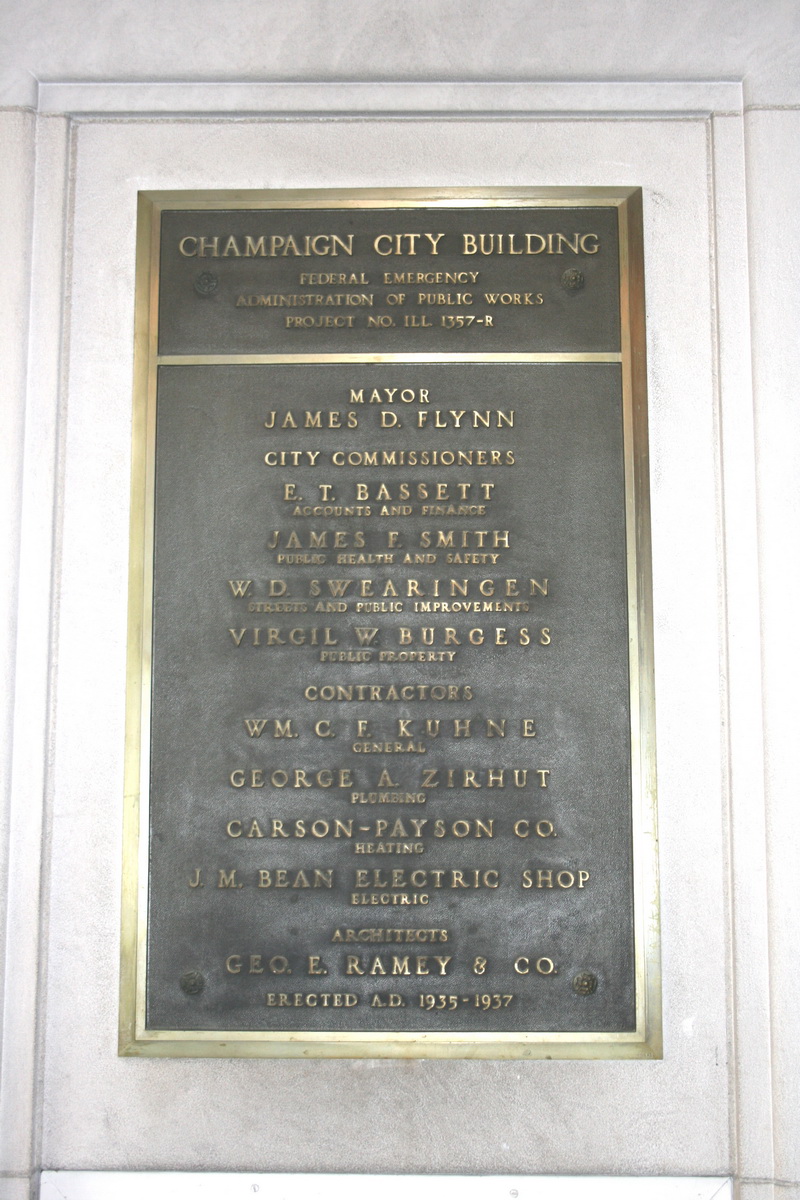 CHAMPAIGN CITY BUILDING
FEDERAL EMERGENCY
ADMINISTRATION OF PUBLIC WORKS
PROJECT NO. ILL. 1357-R
MAYOR
JAMES D. FLYNN
CITY COMMISSIONERS
E. T. BASSETT
ACCOUNTS AND FINANCE
JAMES F. SMITH
PUBLIC HEALTH AND SAFETY
W. D. SWEARINGEN
STREETS AND PUBLIC IMPROVEMENTS
VIRGIL W. BURGESS
PUBLIC PROPERTY
CONTRACTORS
WM. C. F. KUHNE
GENERAL
GEORGE A. ZIRHUT
PLUMBING
CARSON-PAYSON CO.
HEATING
J. M. BEAN ELECTRIC SHOP
ELECTRIC
ARCHITECTS
GEO. E. RAMEY & CO.
ERECTED A.D. 1935-1937